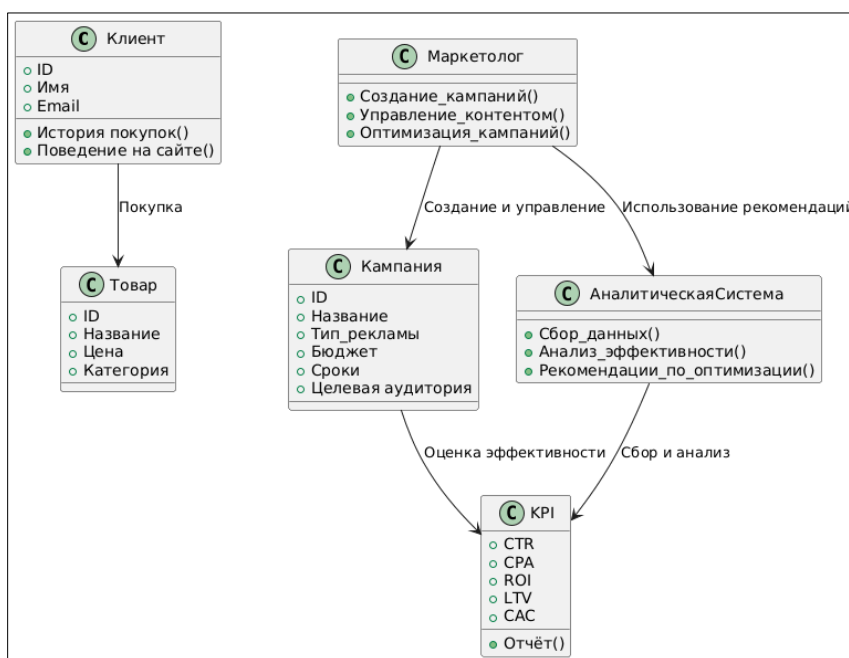 C Клиент
ID
Имя
Email
История покупок()
Поведение на сайте()
C Маркетолог
Создание_кампаний()
Управление_контентом()
Оптимизация_кампаний()
Покупка
Создание и управление
Использование рекомендаций
C Товар
ID
Название
Цена
Категория
C Кампания
ID
Название
Тип_рекламы
Бюджет
Сроки
Целевая аудитория
C АналитическаяСистема
Сбор_данных()
Анализ_эффективности()
Рекомендации_по_оптимизации()
Оценка эффективности
Сбор и анализ
C KPI
CTR
CPA
ROI
LTV
CAC
Отчёт()